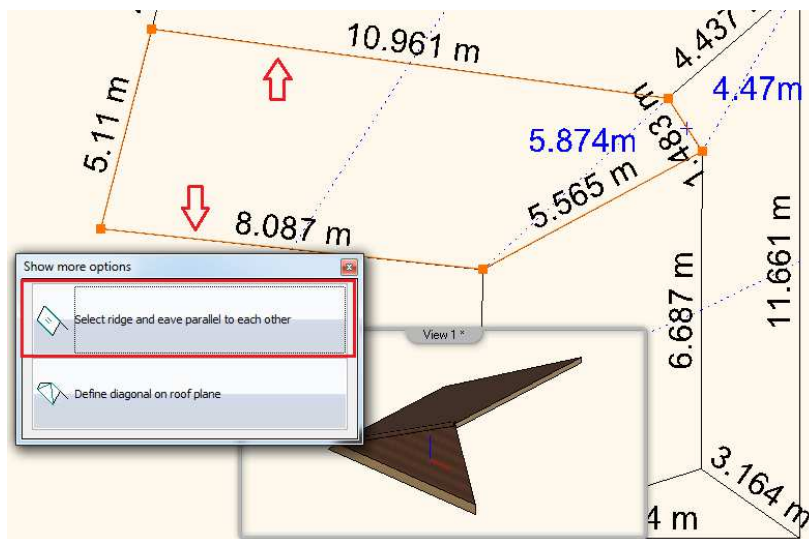 10.961 m
4.437
4.47m
5.11 m
1.483 m
5.874m
5.565 m
8.087 m
11.661 m
6.687 m
Show more options
Select ridge and eave parallel to each other
View 1 *
Define diagonal on roof plane
3.164 m
4 m